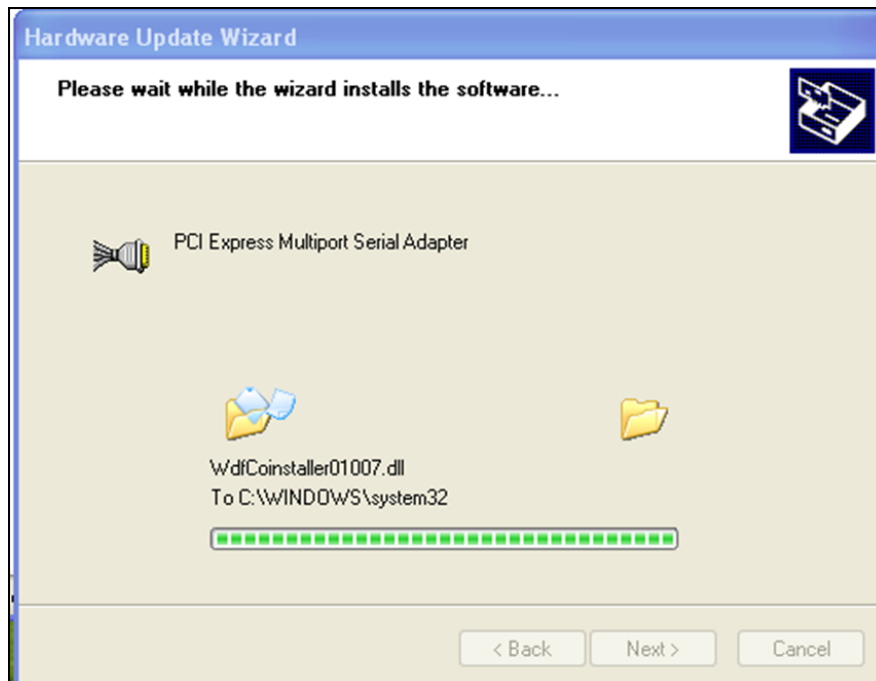 Hardware Update Wizard
Please wait while the wizard installs the software...
PCI Express Multiport Serial Adapter
WdfCoinstaller01007.dll
To C:\WINDOWS\system32
< Back Next > Cancel